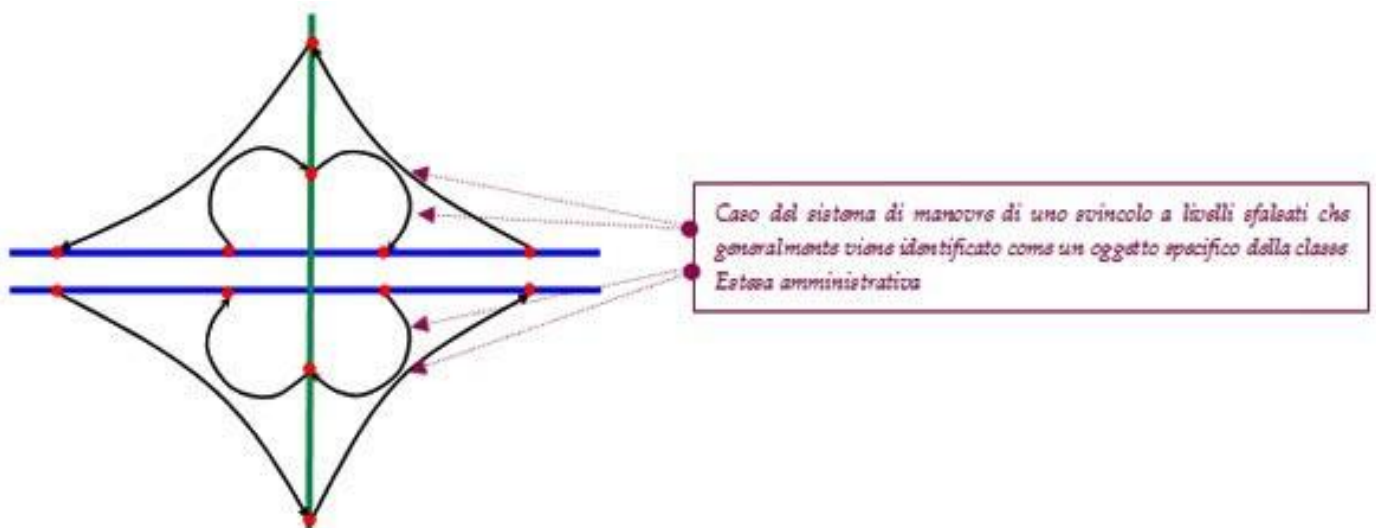 Caso del sistema di manovre di uno svincolo a livelli sfalsati che
generalmente viene identificato come un oggetto specifico della classe
Estesa amministrativa